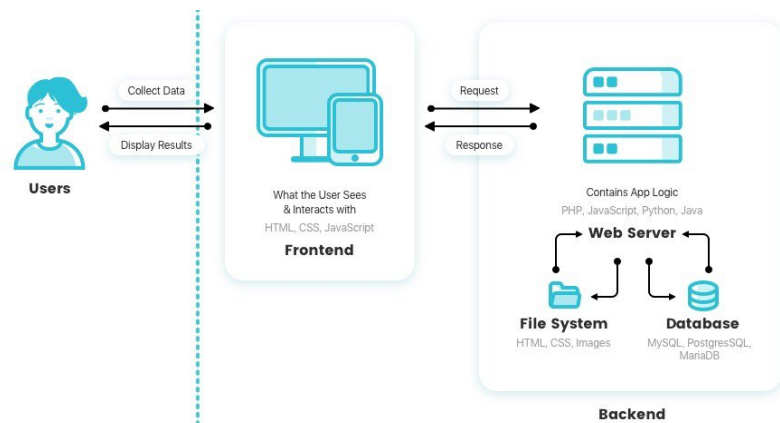 Collect Data
Display Results
Users
What the User Sees
& Interacts with
HTML, CSS, JavaScript
Frontend
Request
Response
Contains App Logic
PHP, JavaScript, Python, Java
Web Server
File System
HTML, CSS, Images
Database
MySQL, PostgresSQL,
MariaDB
Backend